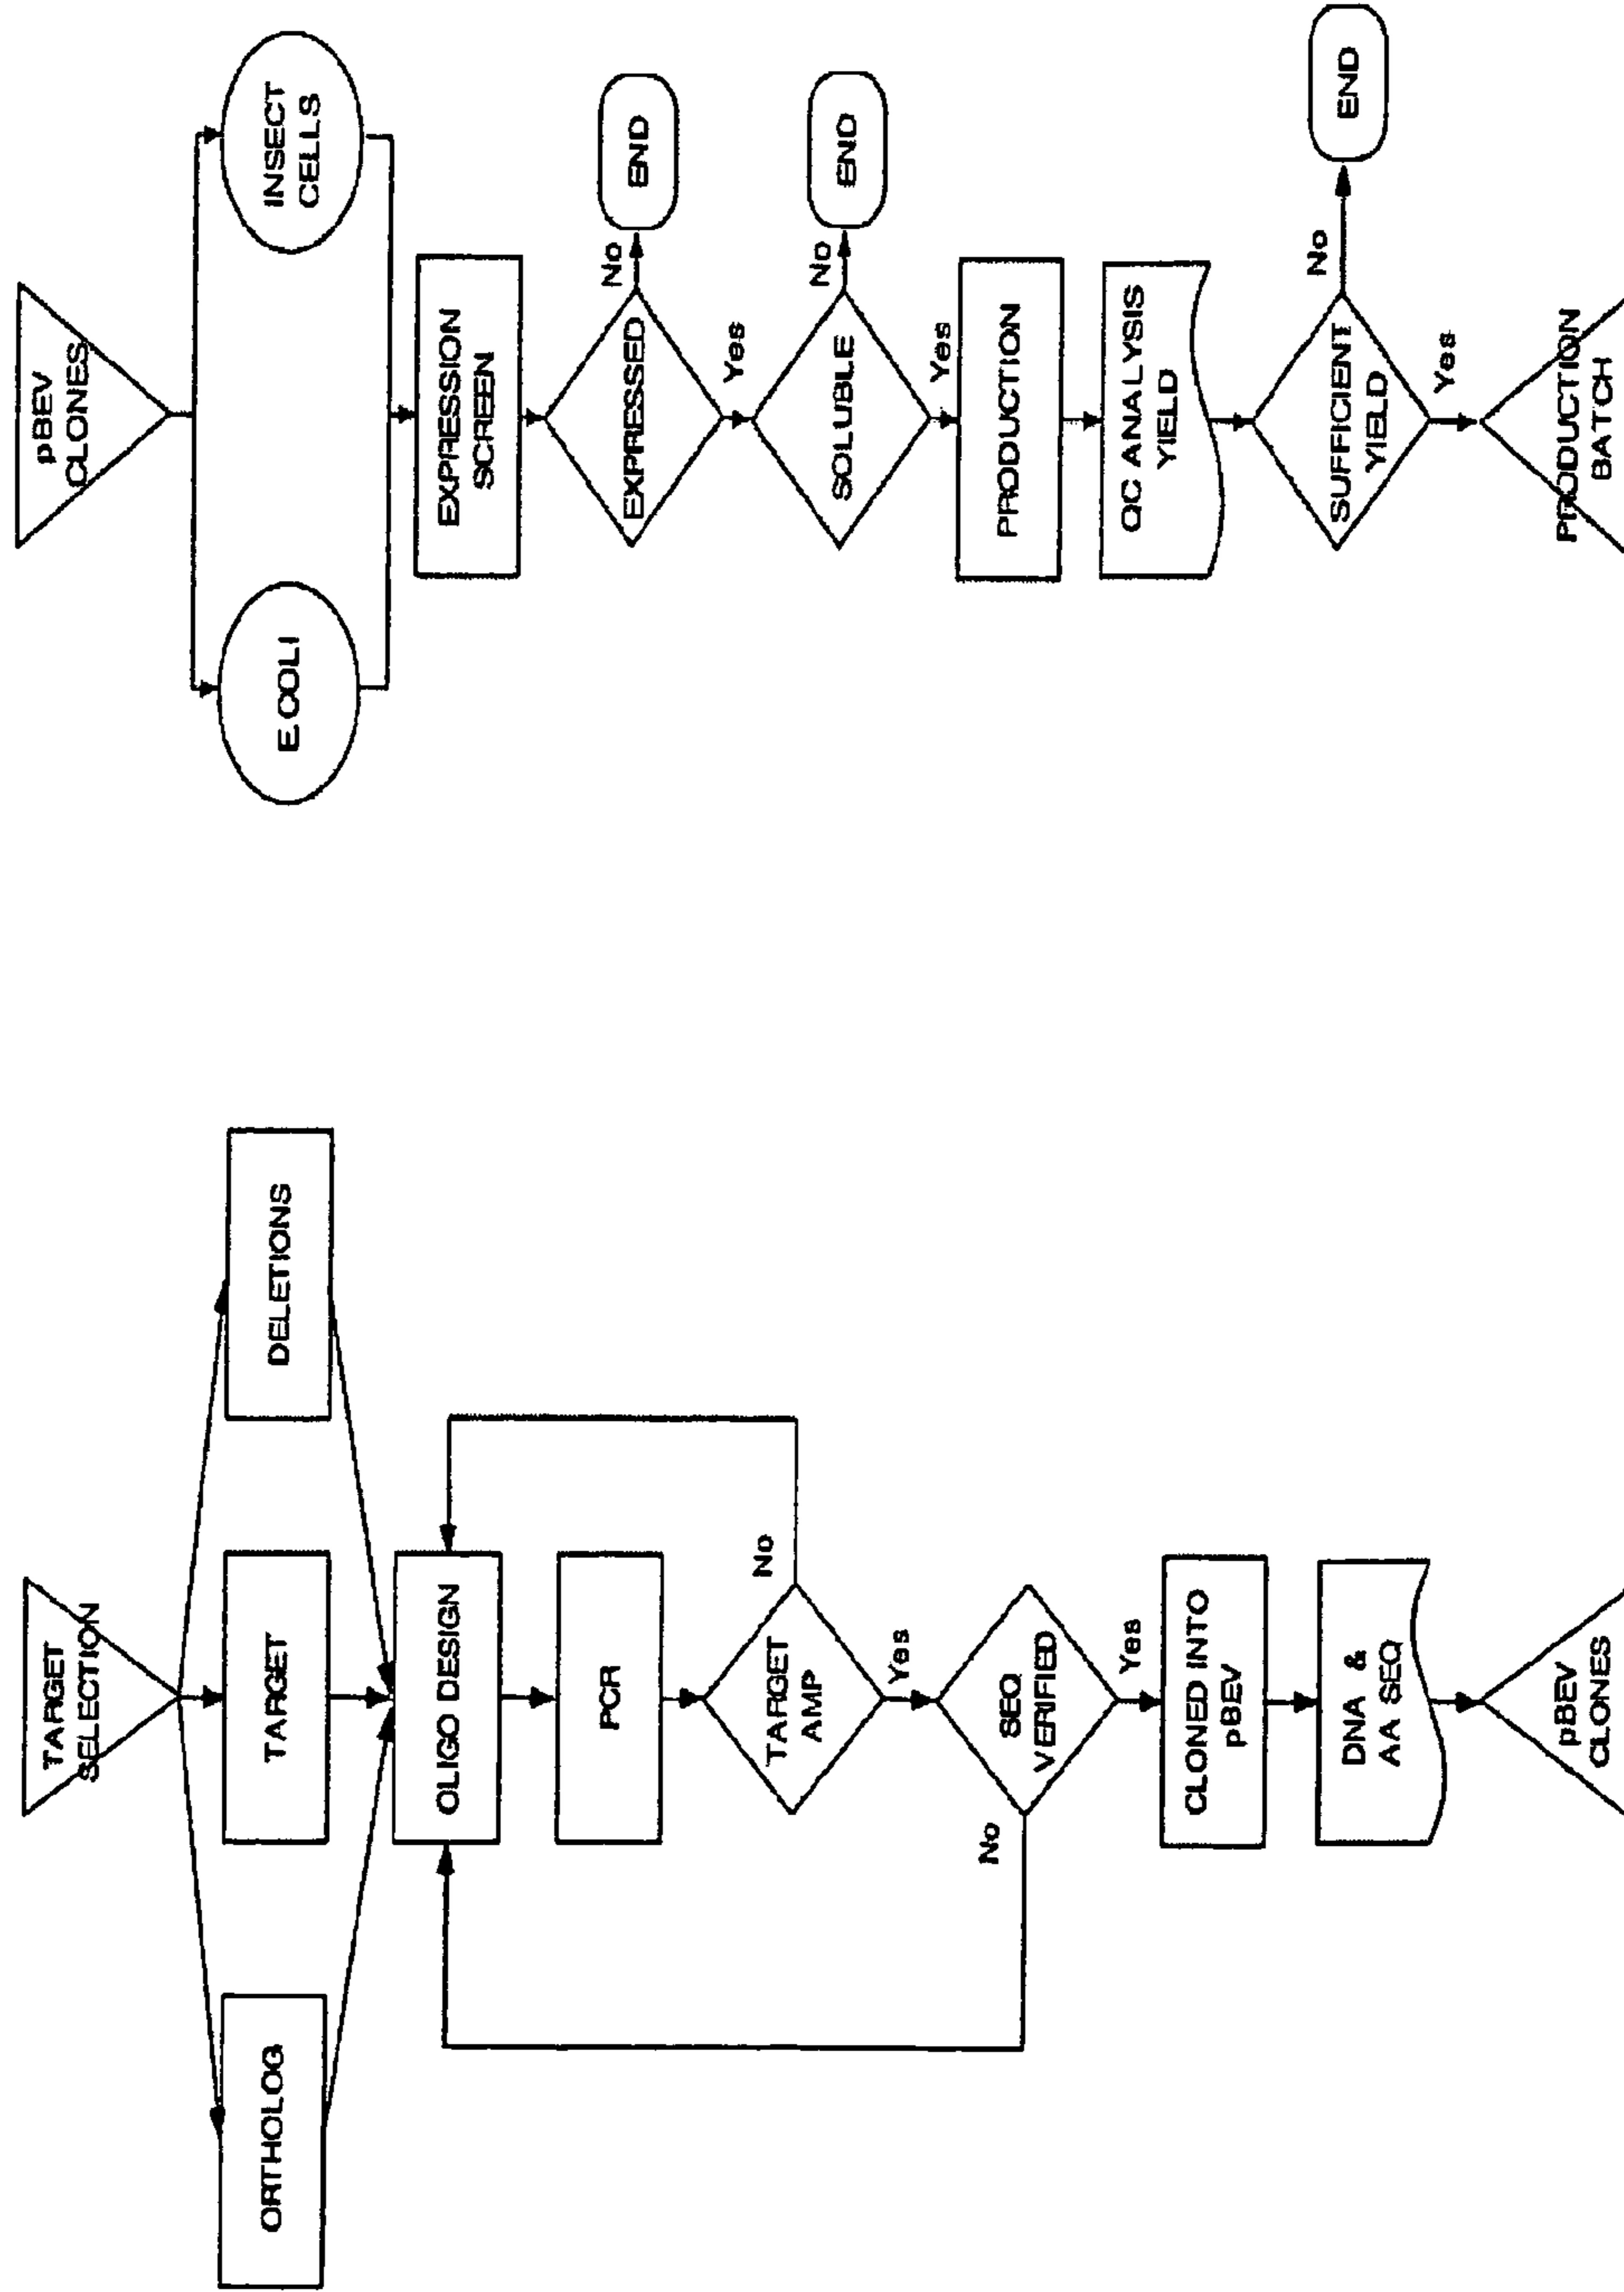 TARGET
SELECTION
ORTHOLOG
TARGET
DELETIONS
OLIGO DESIGN
PCR
TARGET
AMP
No
Yes
SEQ
VERIFIED
No
Yes
CLONED INTO
pBEV
DNA &
AA SEQ
pBEV
CLONES
pBEV
CLONES
E.COLI
INSECT
CELLS
EXPRESSION
SCREEN
EXPRESSED
No
END
Yes
SOLUBLE
No
END
Yes
PRODUCTION
QC ANALYSIS
YIELD
SUFFICIENT
YIELD
No
END
Yes
PRODUCTION
BATCH